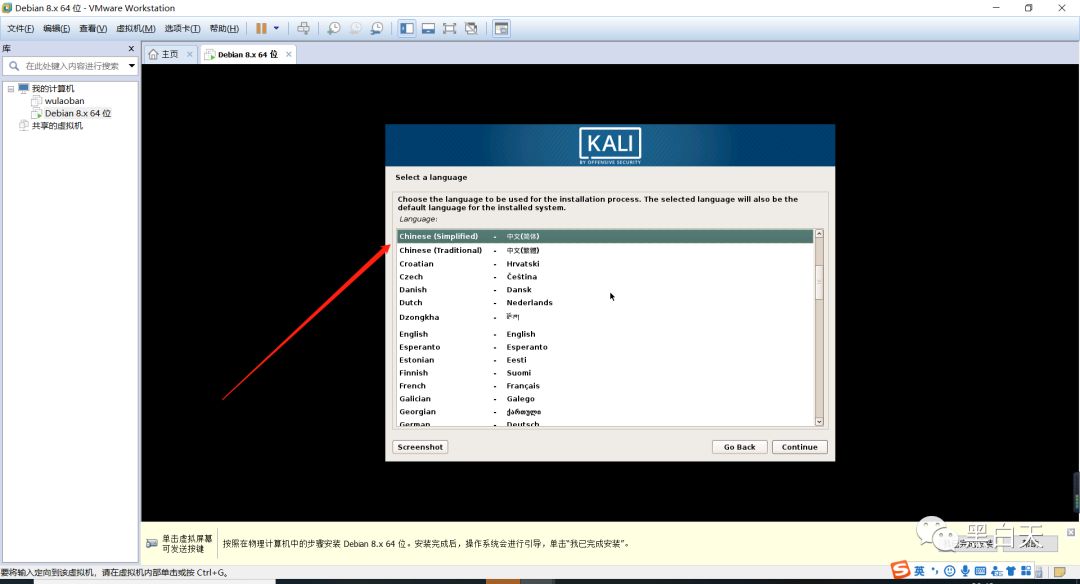 Debian 8.x 64 位 - VMware Workstation
文件(F) 编辑(E) 查看(V) 虚拟机(M) 选项卡(T) 帮助(H)
库
主页
Debian 8.x 64 位
在此处键入内容进行搜索
我的计算机
wulaoban
Debian 8.x 64 位
共享的虚拟机
KALI
BY OFFENSIVE SECURITY
Select a language
Choose the language to be used for the installation process. The selected language will also be the
default language for the installed system.
Language:
Chinese (Simplified) - 中文(简体)
Chinese (Traditional) - 中文(繁體)
Croatian - Hrvatski
Czech - Čeština
Danish - Dansk
Dutch - Nederlands
Dzongkha - རྫོང་ཁ
English - English
Esperanto - Esperanto
Estonian - Eesti
Finnish - Suomi
French - Français
Galician - Galego
Georgian - ქართული
German - Deutsch
Screenshot
Go Back
Continue
单击虚拟屏幕
可发送按键
按照在物理计算机中的步骤安装 Debian 8.x 64 位。安装完成后，操作系统会进行引导，单击“我已完成安装”。
黑白天
要将输入定向到该虚拟机，请在虚拟机内部单击或按 Ctrl+G。
英